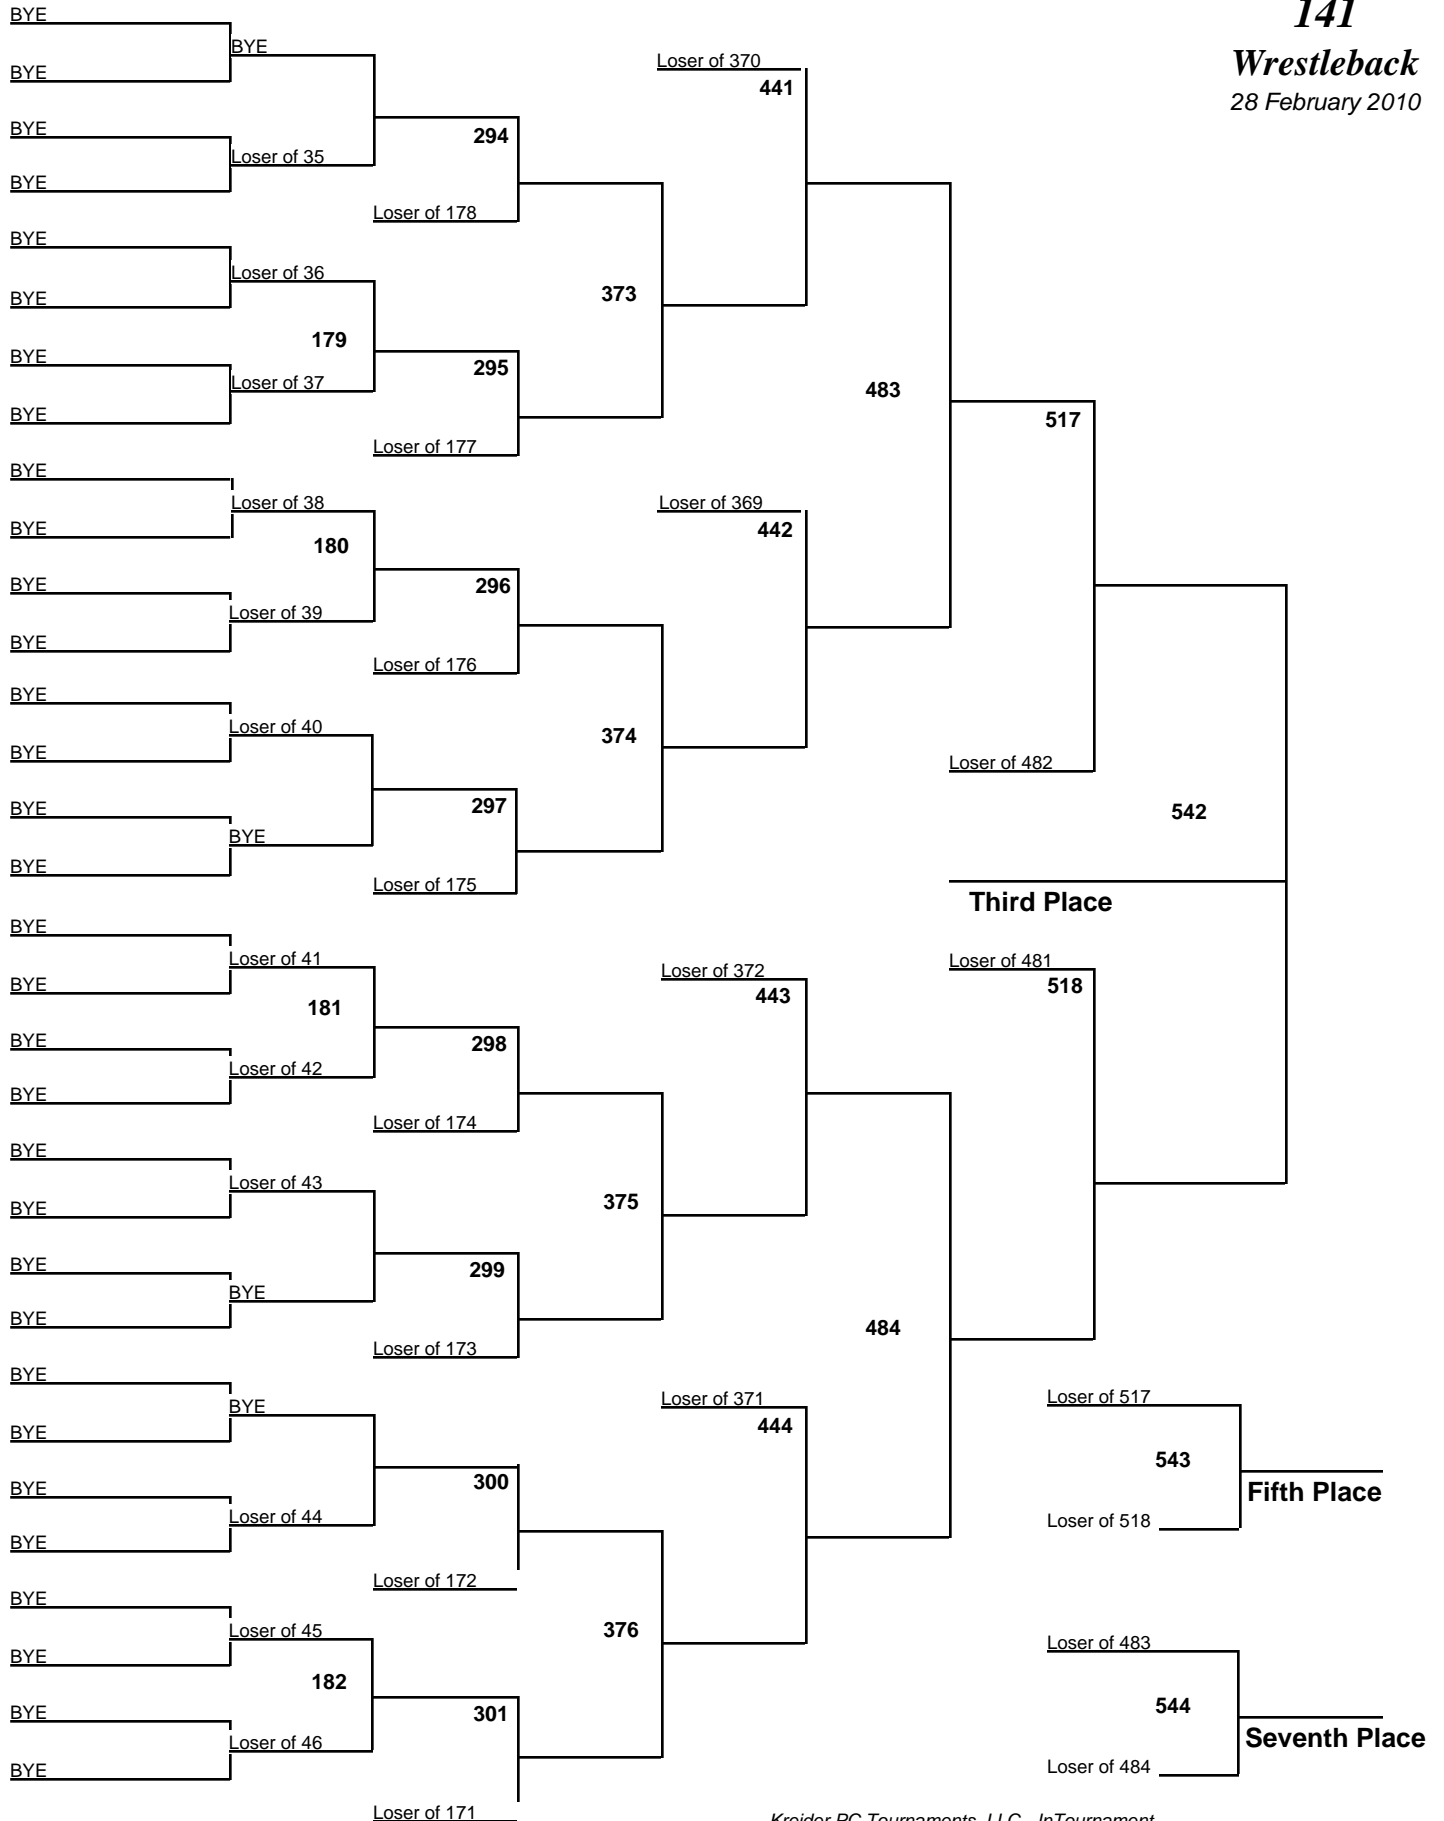 141
Wrestleback
28 February 2010
BYE
BYE
BYE
Loser of 370
441
BYE
294
Loser of 35
BYE
Loser of 178
BYE
Loser of 36
BYE
373
179
BYE
295
Loser of 37
483
BYE
517
Loser of 177
BYE
Loser of 38
Loser of 369
BYE
442
180
BYE
296
Loser of 39
BYE
Loser of 176
BYE
Loser of 40
374
BYE
Loser of 482
BYE
297
542
BYE
BYE
Loser of 175
Third Place
BYE
Loser of 41
Loser of 481
Loser of 372
BYE
518
443
181
BYE
298
Loser of 42
BYE
Loser of 174
BYE
Loser of 43
375
BYE
BYE
299
BYE
BYE
484
Loser of 173
BYE
Loser of 517
Loser of 371
BYE
444
BYE
543
300
BYE
Fifth Place
Loser of 44
Loser of 518
BYE
Loser of 172
BYE
Loser of 45
376
Loser of 483
BYE
182
544
BYE
301
Seventh Place
Loser of 46
BYE
Loser of 484
Loser of 171
Kreider PC Tournaments, LLC - InTournament